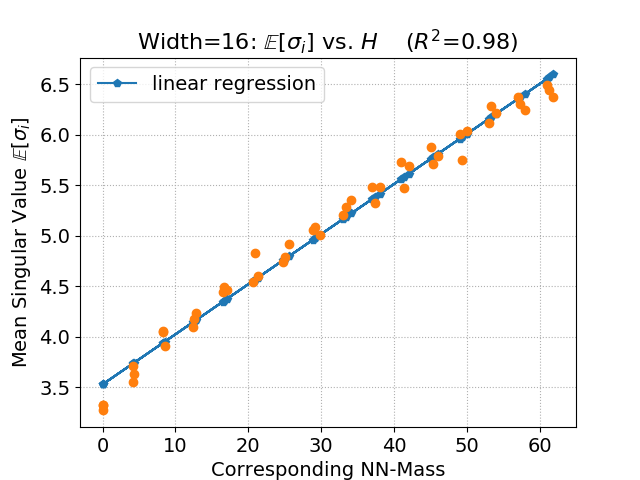 Width=16: 𝔼[σᵢ] vs. H (R²=0.98)
linear regression
Mean Singular Value 𝔼[σᵢ]
6.5
6.0
5.5
5.0
4.5
4.0
3.5
0 10 20 30 40 50 60
Corresponding NN-Mass